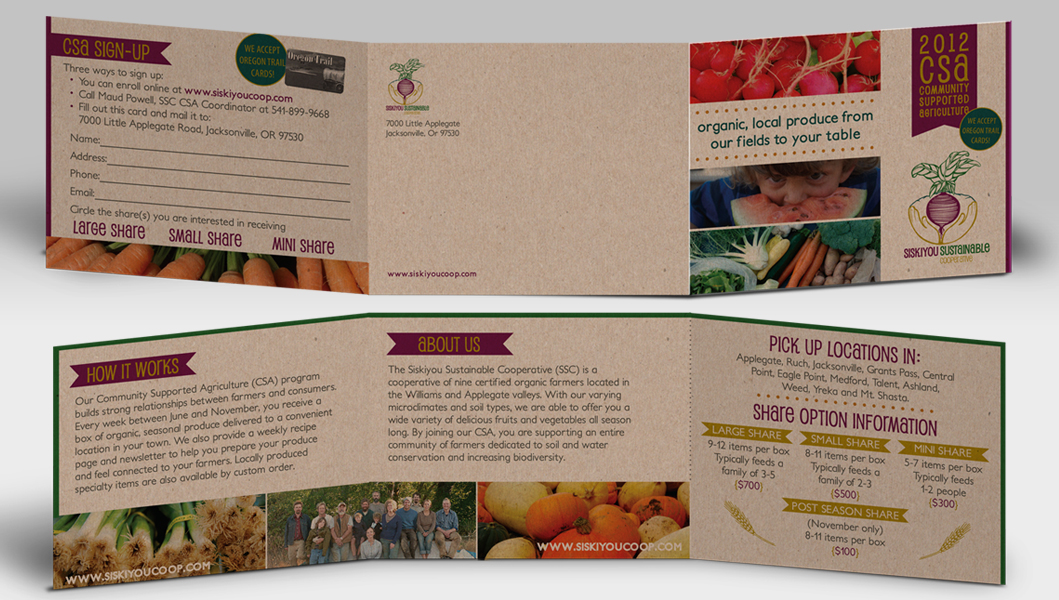 CSA SIGN-UP
WE ACCEPT
OREGON TRAIL
CARDS!
Oregon Trail
Three ways to sign up:
• You can enroll online at www.siskiyoucoop.com
• Call Maud Powell, SSC CSA Coordinator at 541-899-9668
• Fill out this card and mail it to:
7000 Little Applegate Road, Jacksonville, OR 97530
Name:
Address:
Phone:
Email:
Circle the share(s) you are interested in receiving
LARGE SHARE SMALL SHARE MINI SHARE
SISKIYOU SUSTAINABLE
7000 Little Applegate
Jacksonville, Or 97530
www.siskiyoucoop.com
organic, local produce from
our fields to your table
2012
CSA
COMMUNITY
SUPPORTED
AGRICULTURE
WE ACCEPT
OREGON TRAIL
CARDS!
SISKIYOU SUSTAINABLE
COOPERATIVE
HOW IT WORKS
Our Community Supported Agriculture (CSA) program
builds strong relationships between farmers and consumers.
Every week between June and November, you receive a
box of organic, seasonal produce delivered to a convenient
location in your town. We also provide a weekly recipe
page and newsletter to help you prepare your produce
and feel connected to your farmers. Locally produced
specialty items are also available by custom order.
WWW.SISKIYOUCOOP.COM
ABOUT US
The Siskiyou Sustainable Cooperative (SSC) is a
cooperative of nine certified organic farmers located in
the Williams and Applegate valleys. With our varying
microclimates and soil types, we are able to offer you a
wide variety of delicious fruits and vegetables all season
long. By joining our CSA, you are supporting an entire
community of farmers dedicated to soil and water
conservation and increasing biodiversity.
WWW.SISKIYOUCOOP.COM
PICK UP LOCATIONS IN:
Applegate, Ruch, Jacksonville, Grants Pass, Central
Point, Eagle Point, Medford, Talent, Ashland,
Weed, Yreka and Mt. Shasta.
SHARE OPTION INFORMATION
LARGE SHARE
9-12 items per box
Typically feeds a
family of 3-5
($700)
SMALL SHARE
8-11 items per box
Typically feeds a
family of 2-3
($500)
MINI SHARE
5-7 items per box
Typically feeds
1-2 people
($300)
POST SEASON SHARE
(November only)
8-11 items per box
($100)